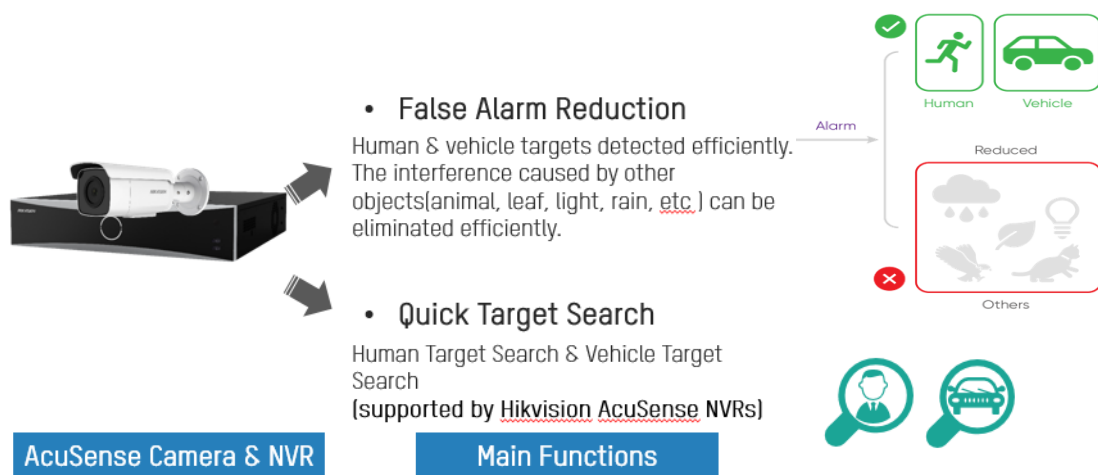 • False Alarm Reduction
Human & vehicle targets detected efficiently.
The interference caused by other
objects(animal, leaf, light, rain, etc ) can be
eliminated efficiently.
Alarm
Human
Vehicle
Reduced
Others
HIKVISION
HIKVISION
• Quick Target Search
Human Target Search & Vehicle Target
Search
(supported by Hikvision AcuSense NVRs)
AcuSense Camera & NVR
Main Functions